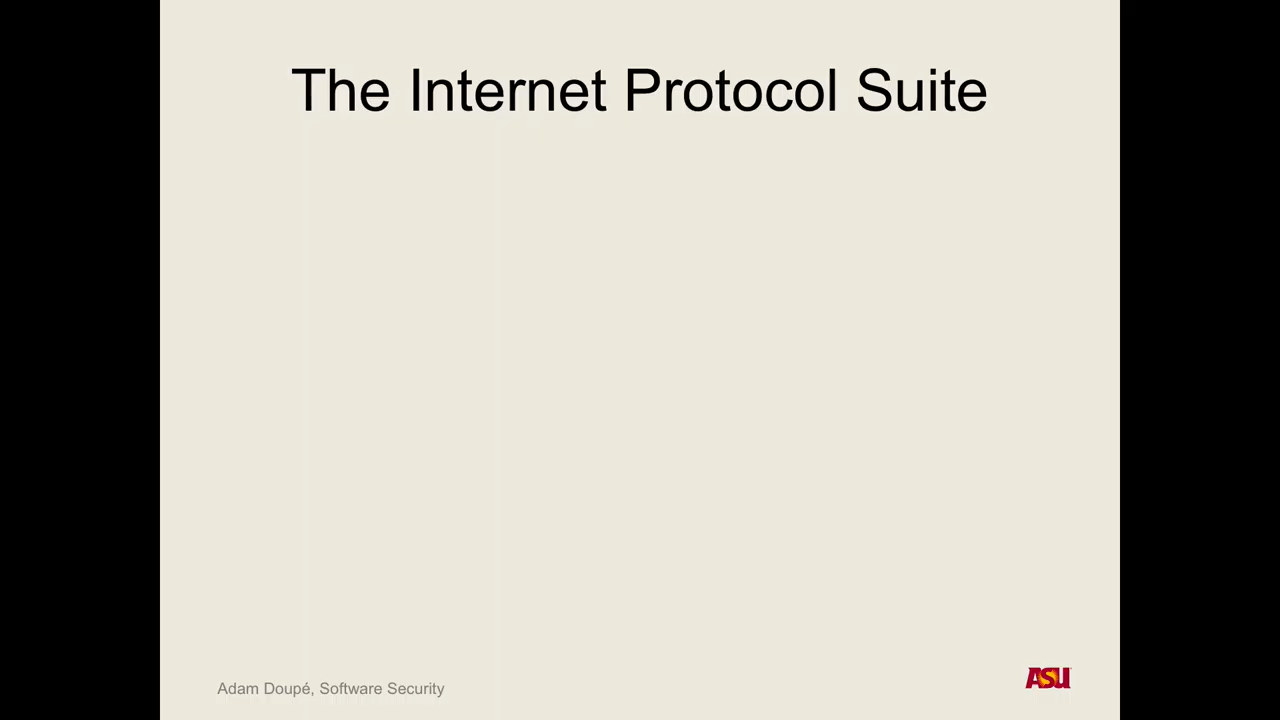 The Internet Protocol Suite
Adam Doupé, Software Security
ASU